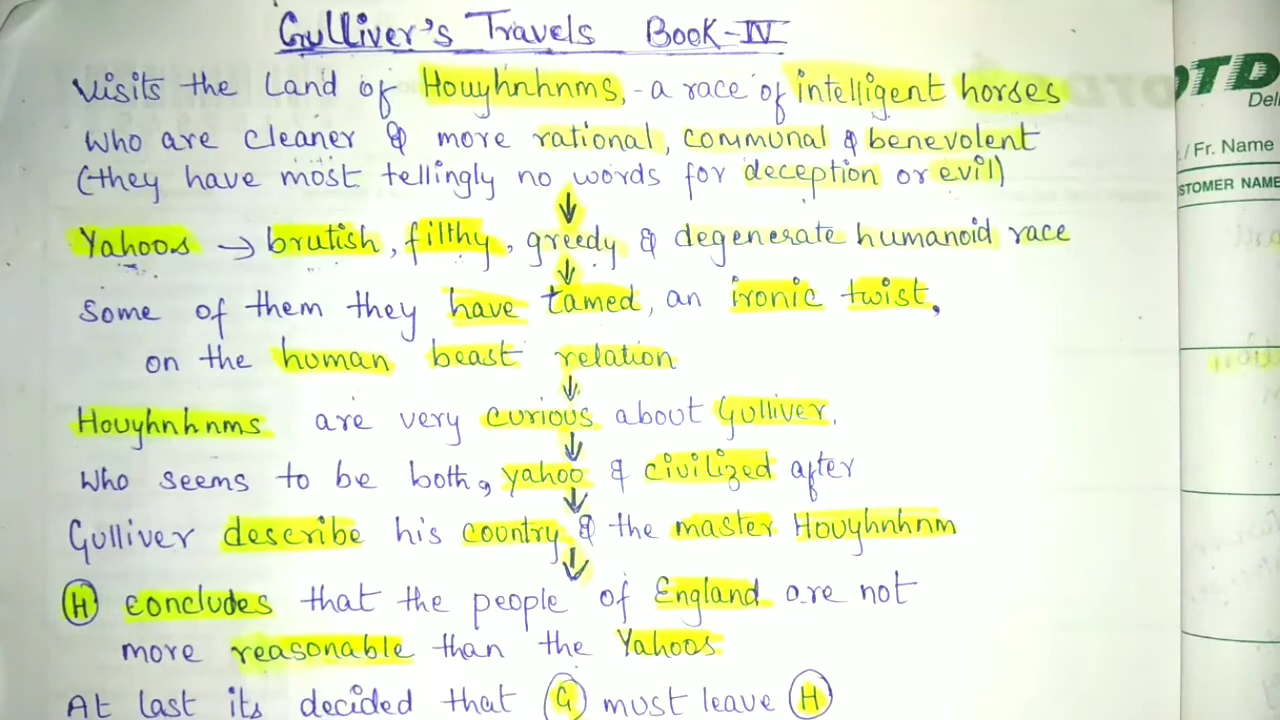 Gulliver's Travels Book-IV
Visits the Land of Houyhnhnms, - a race of intelligent horses
who are cleaner & more rational, communal & benevolent
(they have most tellingly no words for deception or evil)
Yahoos → brutish, filthy, greedy & degenerate humanoid race
Some of them they have tamed, an ironic twist,
on the human beast relation
Houyhnhnms are very curious about Gulliver.
who seems to be both, yahoo & civilized after
Gulliver describe his country & the master Houyhnhnm
H concludes that the people of England are not
more reasonable than the Yahoos
At last its decided that G must leave H
OTD
Del
/ Fr. Name
STOMER NAME